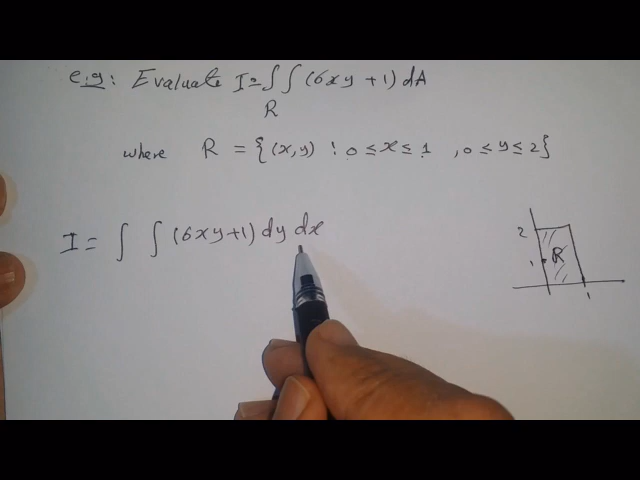 e.g: Evaluate I = ∫∫ (6xy + 1) dA
R
where R = {(x,y) : 0 ≤ x ≤ 1 , 0 ≤ y ≤ 2}
I = ∫ ∫ (6xy+1) dy dx
2
1 R
1